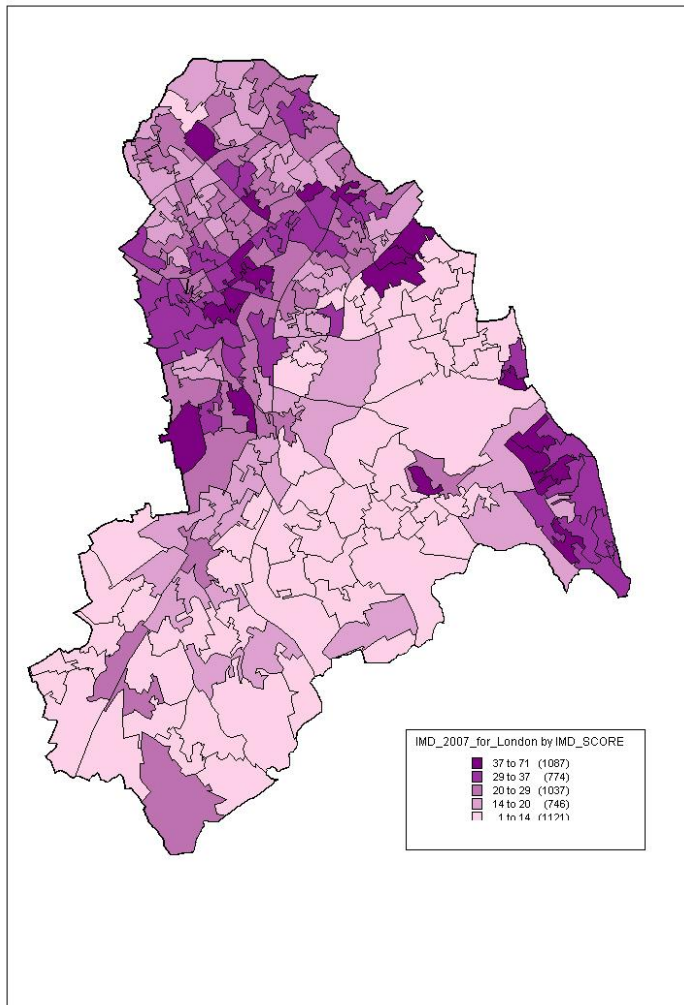 IMD_2007_for_London by IMD_SCORE
37 to 71 (1087)
29 to 37 (774)
20 to 29 (1037)
14 to 20 (746)
1 to 14 (1121)